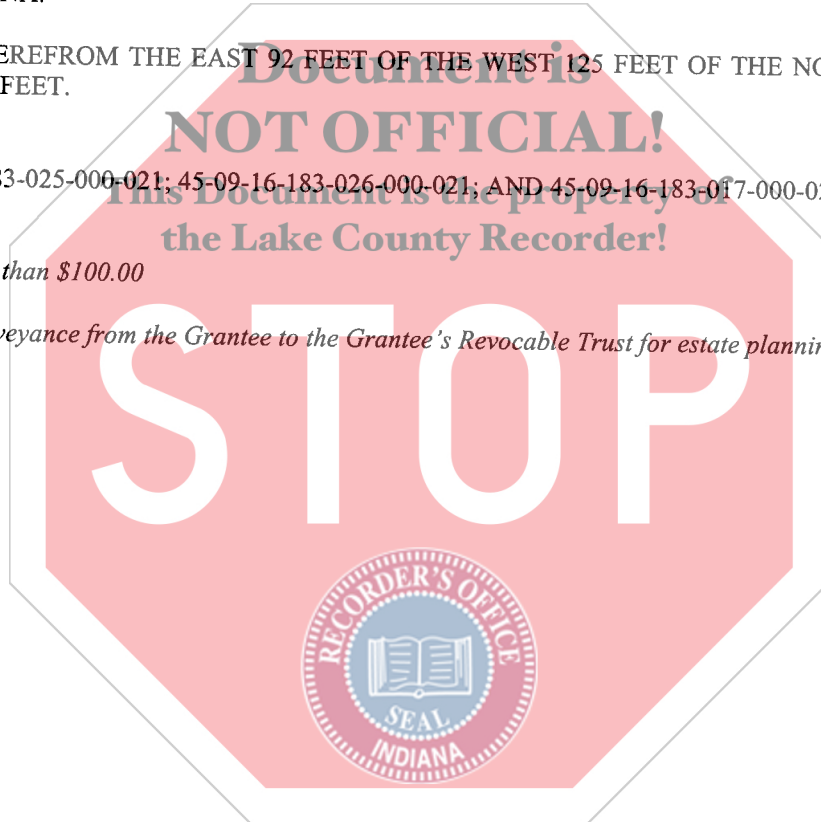 EREFROM THE EAST 92 FEET OF THE WEST 125 FEET OF THE NO
FEET.
Document is
NOT OFFICIAL!
This Document is the property of
the Lake County Recorder!
3-025-000-021; 45-09-16-183-026-000-021; AND 45-09-16-183-017-000-0
than $100.00
veyance from the Grantee to the Grantee's Revocable Trust for estate plannin
STOP
RECORDER'S OFFICE
SEAL
INDIANA